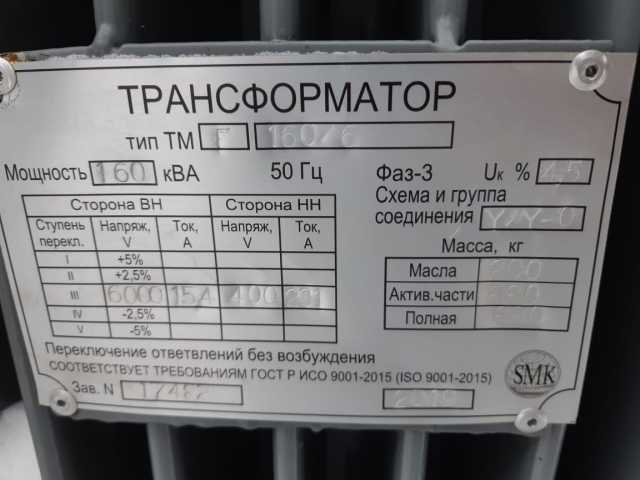 ТРАНСФОРМАТОР
тип ТМ Г 160/6
Мощность 160 кВА 50 Гц Фаз-3 Uк % 4,5
Схема и группа
соединения Y/Y-0
Сторона ВН Сторона НН
Ступень перекл. Напряж, V Ток, А Напряж, V Ток, А
I +5%
II +2,5%
III 6000 15,4 400 231
IV -2,5%
V -5%
Масса, кг
Масла
Актив.части
Полная
Переключение ответвлений без возбуждения
СООТВЕТСТВУЕТ ТРЕБОВАНИЯМ ГОСТ Р ИСО 9001-2015 (ISO 9001-2015)
Зав. N
SMK